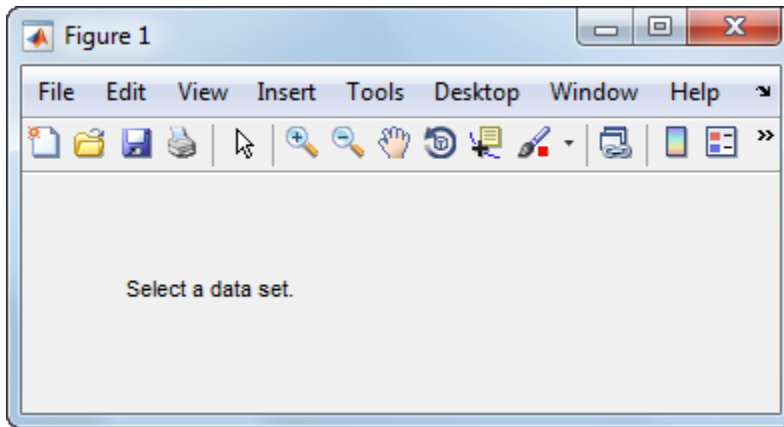 Figure 1
File Edit View Insert Tools Desktop Window Help
Select a data set.